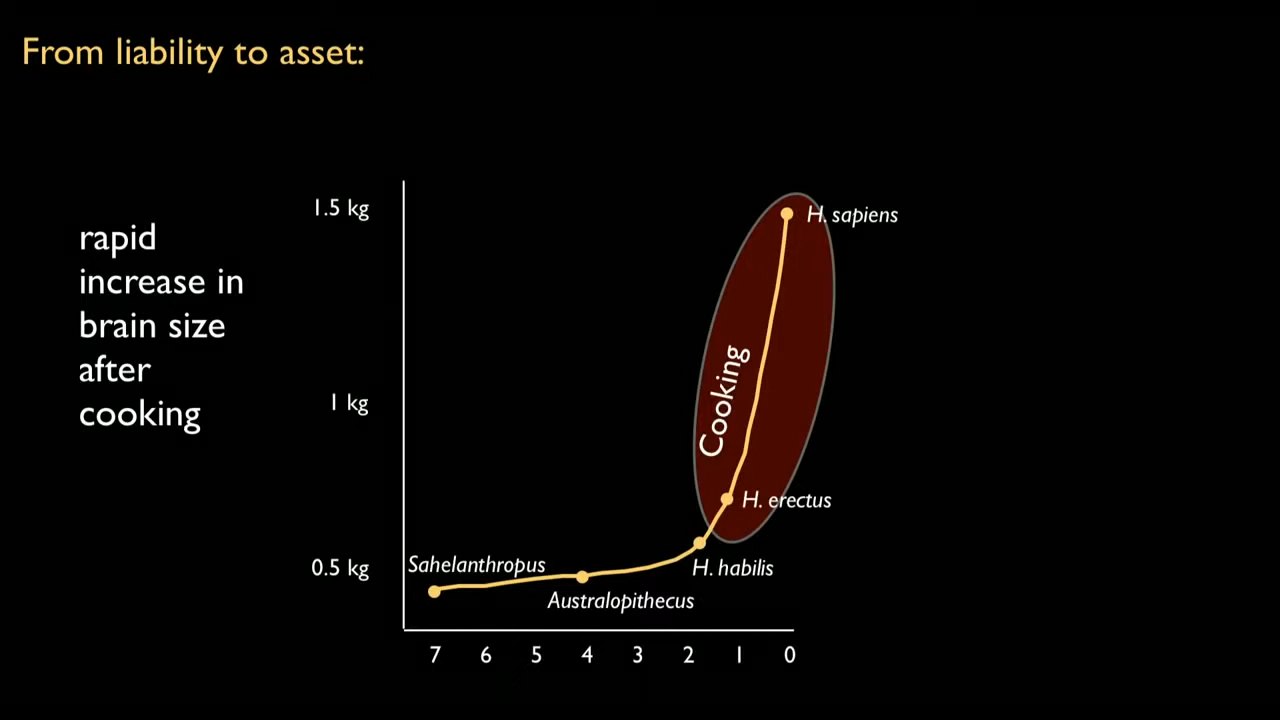 From liability to asset:
rapid
increase in
brain size
after
cooking
1.5 kg
1 kg
0.5 kg
H. sapiens
Cooking
H. erectus
H. habilis
Sahelanthropus
Australopithecus
7 6 5 4 3 2 1 0